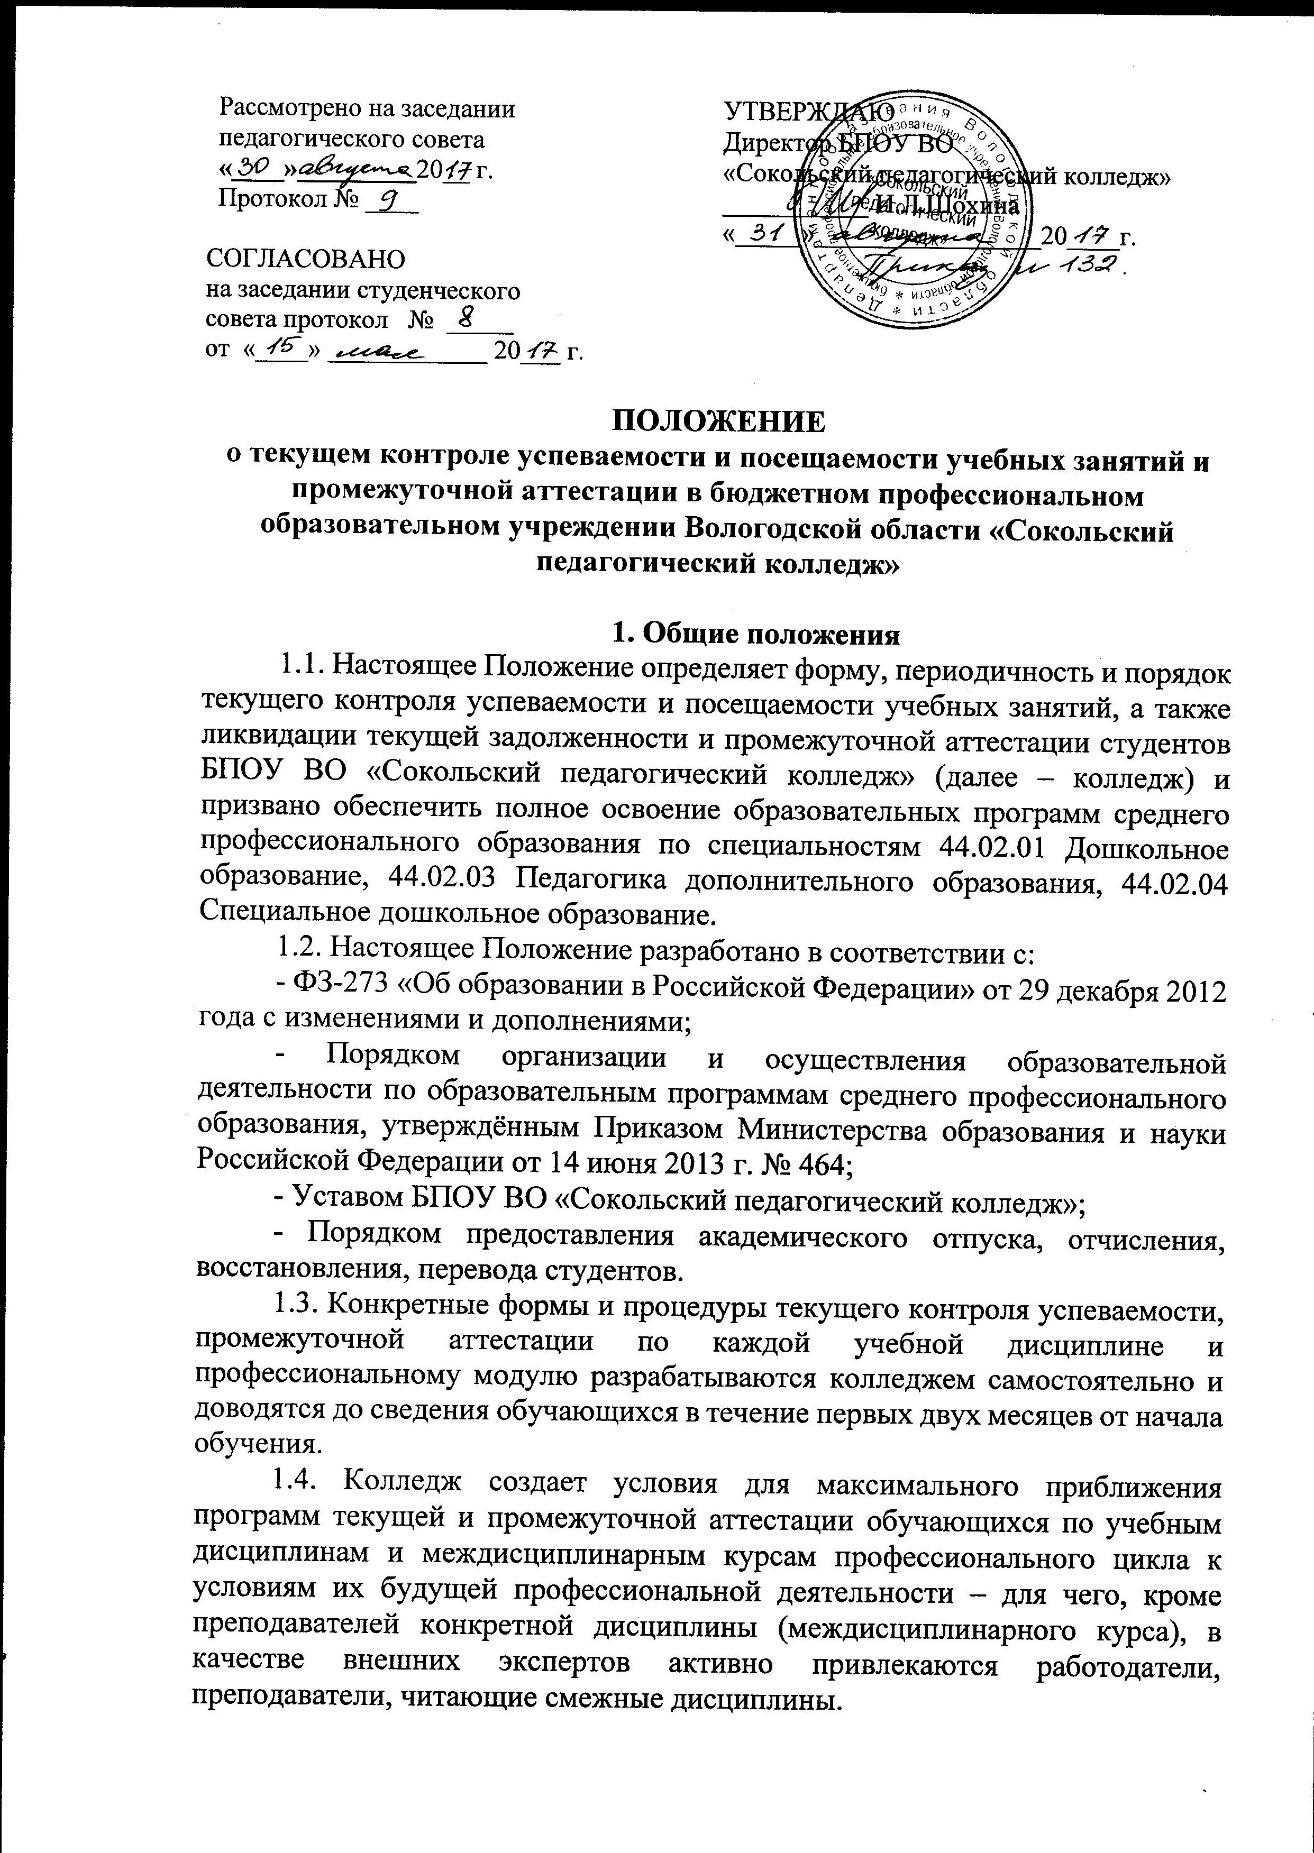 Рассмотрено на заседании
педагогического совета
«30»августа2017г.
Протокол № 9
СОГЛАСОВАНО
на заседании студенческого
совета протокол № 8
от «15» мая 2017 г.
УТВЕРЖДАЮ
Директор БПОУ ВО
«Сокольский педагогический колледж»
И.Л.Шохина
«31» августа 2017 г.
Приказ н 132.
ПОЛОЖЕНИЕ
о текущем контроле успеваемости и посещаемости учебных занятий и
промежуточной аттестации в бюджетном профессиональном
образовательном учреждении Вологодской области «Сокольский
педагогический колледж»
1. Общие положения
1.1. Настоящее Положение определяет форму, периодичность и порядок
текущего контроля успеваемости и посещаемости учебных занятий, а также
ликвидации текущей задолженности и промежуточной аттестации студентов
БПОУ ВО «Сокольский педагогический колледж» (далее – колледж) и
призвано обеспечить полное освоение образовательных программ среднего
профессионального образования по специальностям 44.02.01 Дошкольное
образование, 44.02.03 Педагогика дополнительного образования, 44.02.04
Специальное дошкольное образование.
1.2. Настоящее Положение разработано в соответствии с:
- ФЗ-273 «Об образовании в Российской Федерации» от 29 декабря 2012
года с изменениями и дополнениями;
- Порядком организации и осуществления образовательной
деятельности по образовательным программам среднего профессионального
образования, утверждённым Приказом Министерства образования и науки
Российской Федерации от 14 июня 2013 г. № 464;
- Уставом БПОУ ВО «Сокольский педагогический колледж»;
- Порядком предоставления академического отпуска, отчисления,
восстановления, перевода студентов.
1.3. Конкретные формы и процедуры текущего контроля успеваемости,
промежуточной аттестации по каждой учебной дисциплине и
профессиональному модулю разрабатываются колледжем самостоятельно и
доводятся до сведения обучающихся в течение первых двух месяцев от начала
обучения.
1.4. Колледж создает условия для максимального приближения
программ текущей и промежуточной аттестации обучающихся по учебным
дисциплинам и междисциплинарным курсам профессионального цикла к
условиям их будущей профессиональной деятельности – для чего, кроме
преподавателей конкретной дисциплины (междисциплинарного курса), в
качестве внешних экспертов активно привлекаются работодатели,
преподаватели, читающие смежные дисциплины.